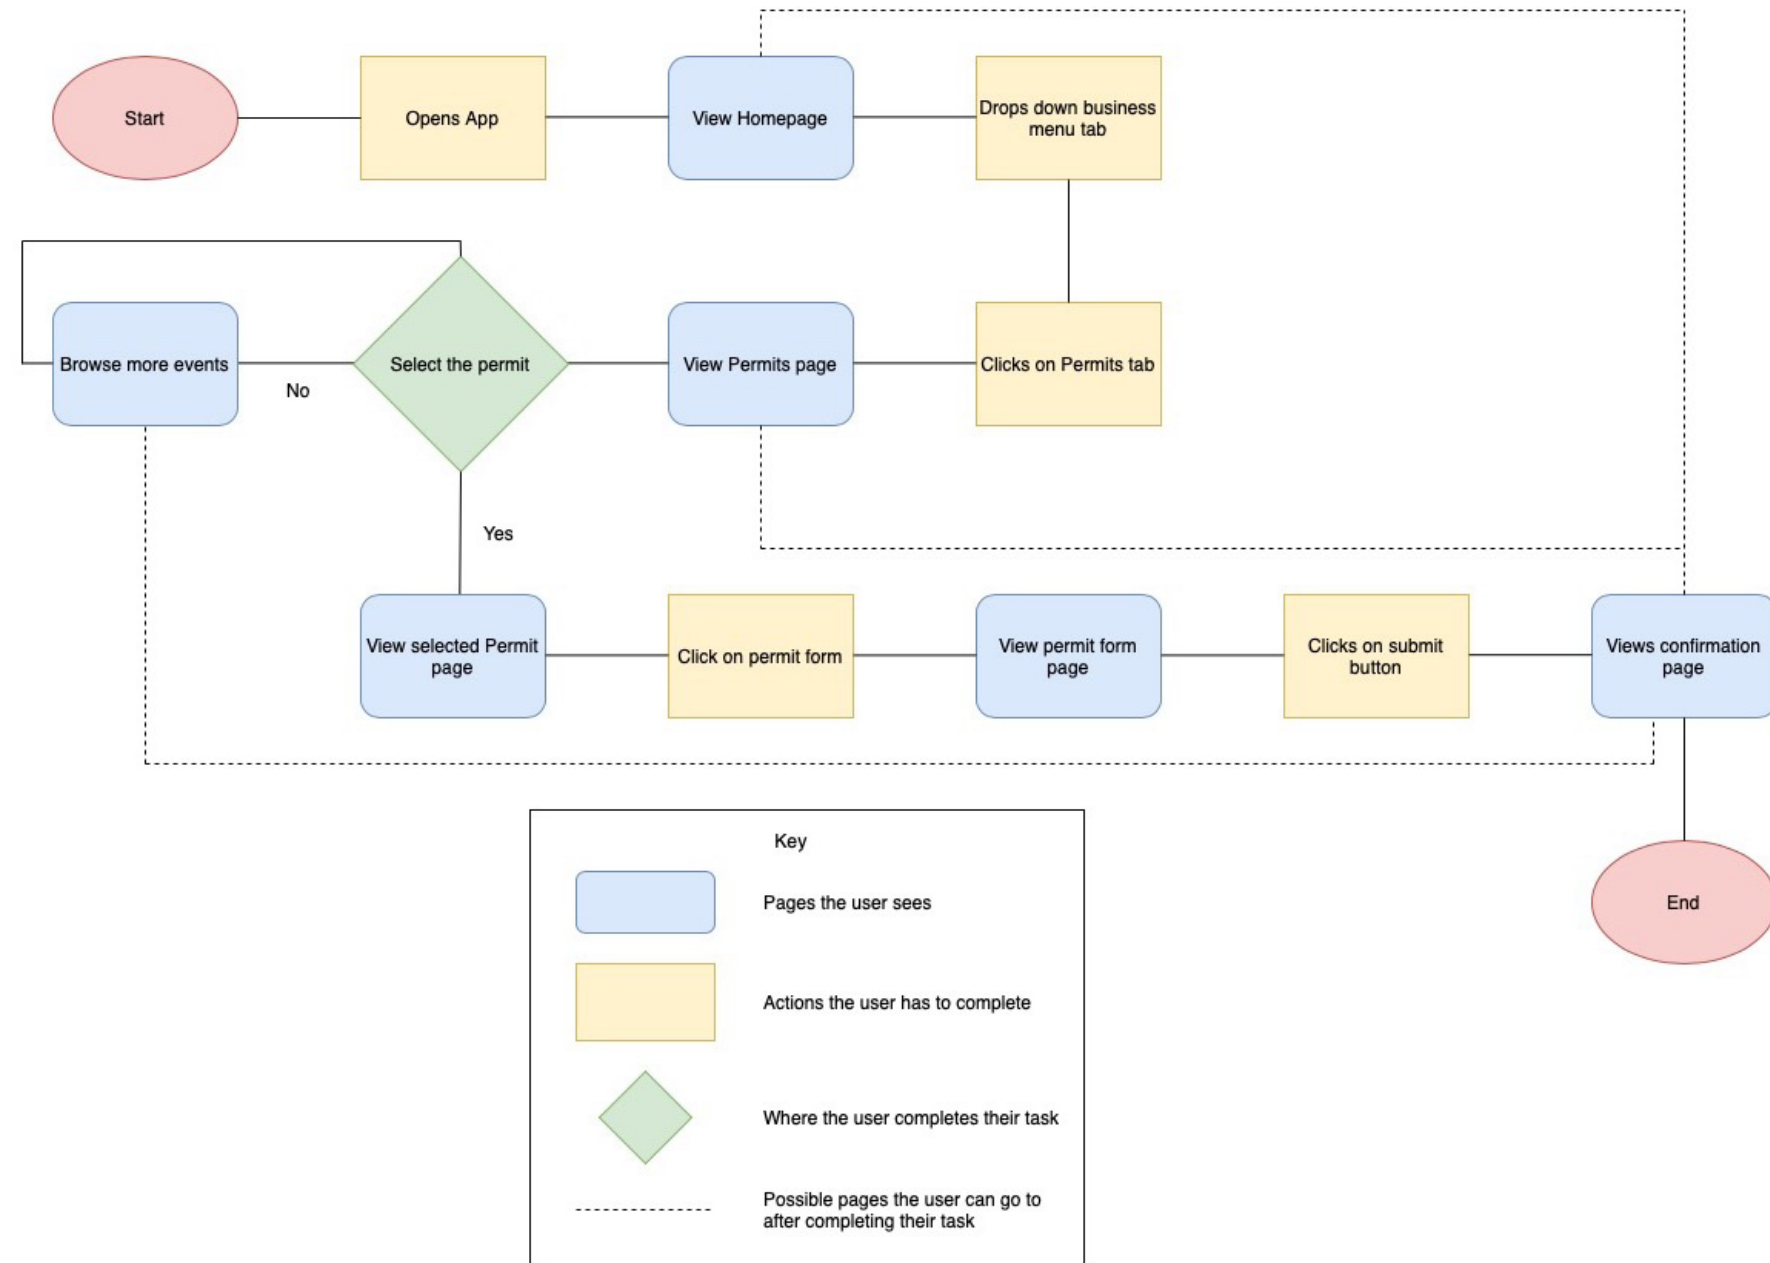 Start
Opens App
View Homepage
Drops down business
menu tab
Browse more events
No
Select the permit
View Permits page
Clicks on Permits tab
Yes
View selected Permit
page
Click on permit form
View permit form
page
Clicks on submit
button
Views confirmation
page
End
Key
Pages the user sees
Actions the user has to complete
Where the user completes their task
Possible pages the user can go to
after completing their task